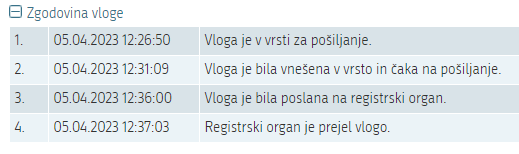 Zgodovina vloge
1. 05.04.2023 12:26:50 Vloga je v vrsti za pošiljanje.
2. 05.04.2023 12:31:09 Vloga je bila vnešena v vrsto in čaka na pošiljanje.
3. 05.04.2023 12:36:00 Vloga je bila poslana na registrski organ.
4. 05.04.2023 12:37:03 Registrski organ je prejel vlogo.